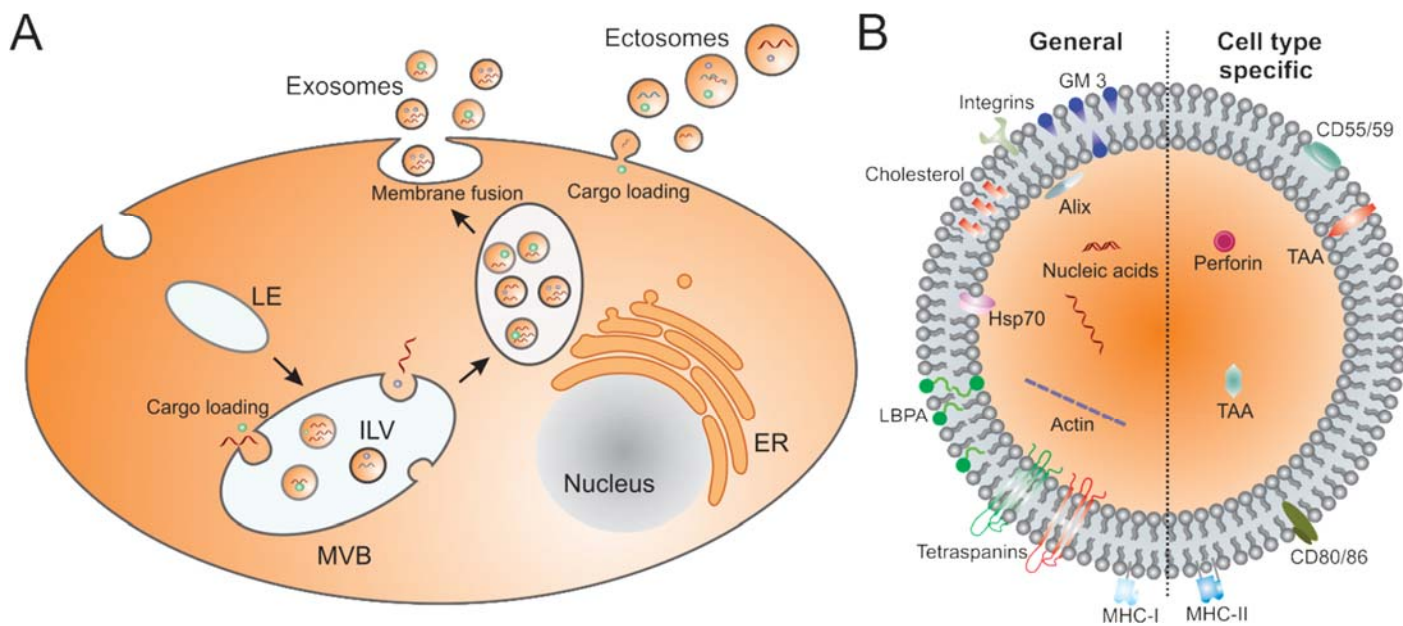 A
Exosomes
Ectosomes
Membrane fusion
Cargo loading
LE
Cargo loading
ILV
MVB
Nucleus
ER
B
General
Cell type
specific
GM 3
Integrins
CD55/59
Cholesterol
Alix
Nucleic acids
Perforin
TAA
Hsp70
LBPA
Actin
TAA
Tetraspanins
CD80/86
MHC-I
MHC-II